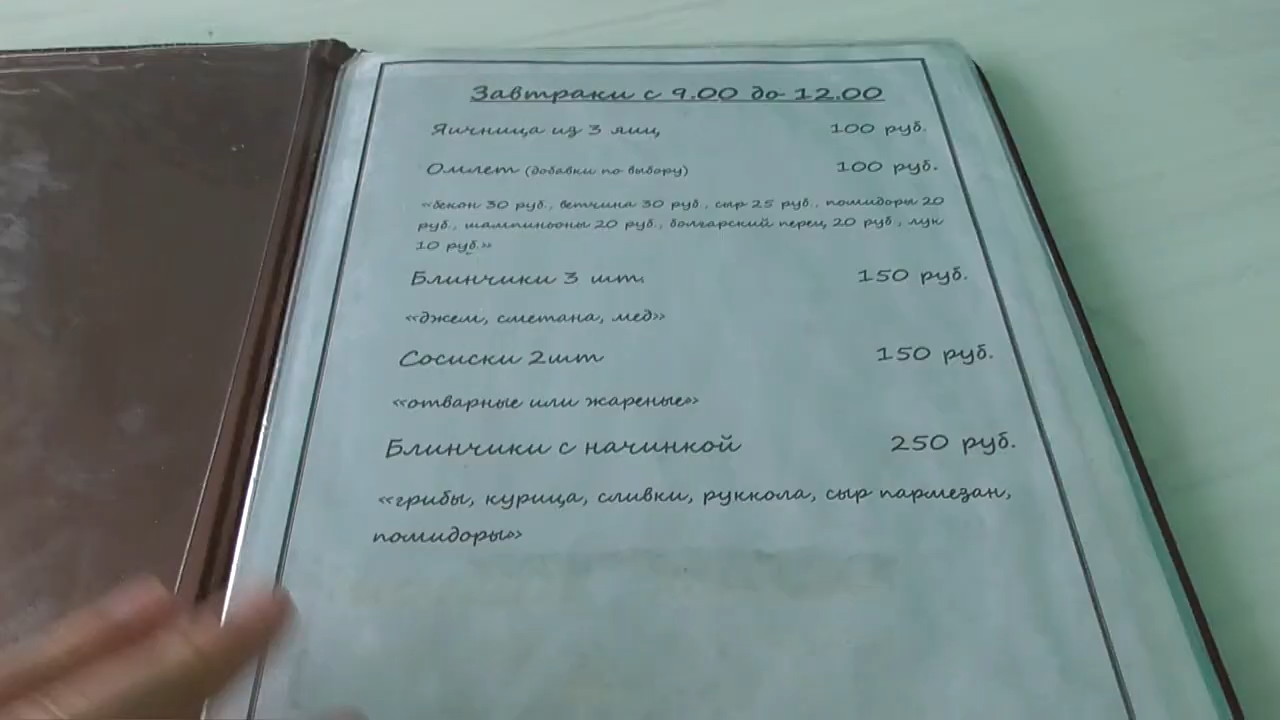 Завтраки с 9.00 до 12.00
Яичница из 3 яиц 100 руб.
Омлет (добавки по выбору) 100 руб.
«бекон 30 руб., ветчина 30 руб., сыр 25 руб., помидоры 20
руб., шампиньоны 20 руб., болгарский перец 20 руб., лук
10 руб.»
Блинчики 3 шт. 150 руб.
«джем, сметана, мед»
Сосиски 2шт 150 руб.
«отварные или жареные»
Блинчики с начинкой 250 руб.
«грибы, курица, сливки, руккола, сыр пармезан,
помидоры»